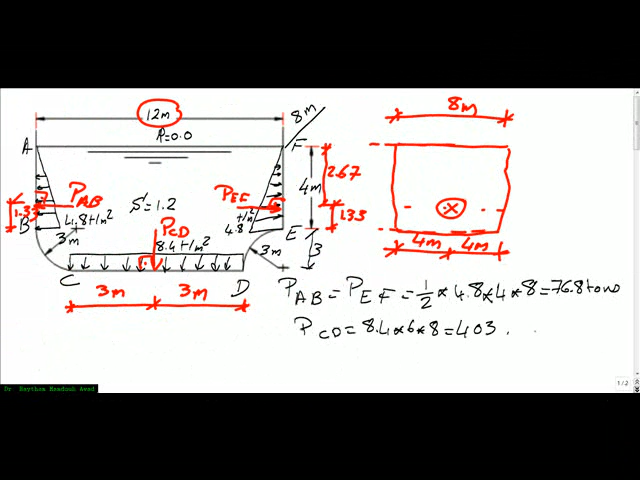 12m
8m
8m
P=0.0
A
F
2.67
4m
P_AB
S'=1.2
P_EF
1.33
1.33
4.8 t/m²
4.8 t/m²
B
E
P_CD
3m
8.4 t/m²
3m
3
4m
4m
C
D
3m
3m
P_AB = P_EF = 1/2 * 4.8 * 4 * 8 = 76.8 tons
P_CD = 8.4 * 6 * 8 = 403.
1/2
Dr Haytham Mamdouh Awad